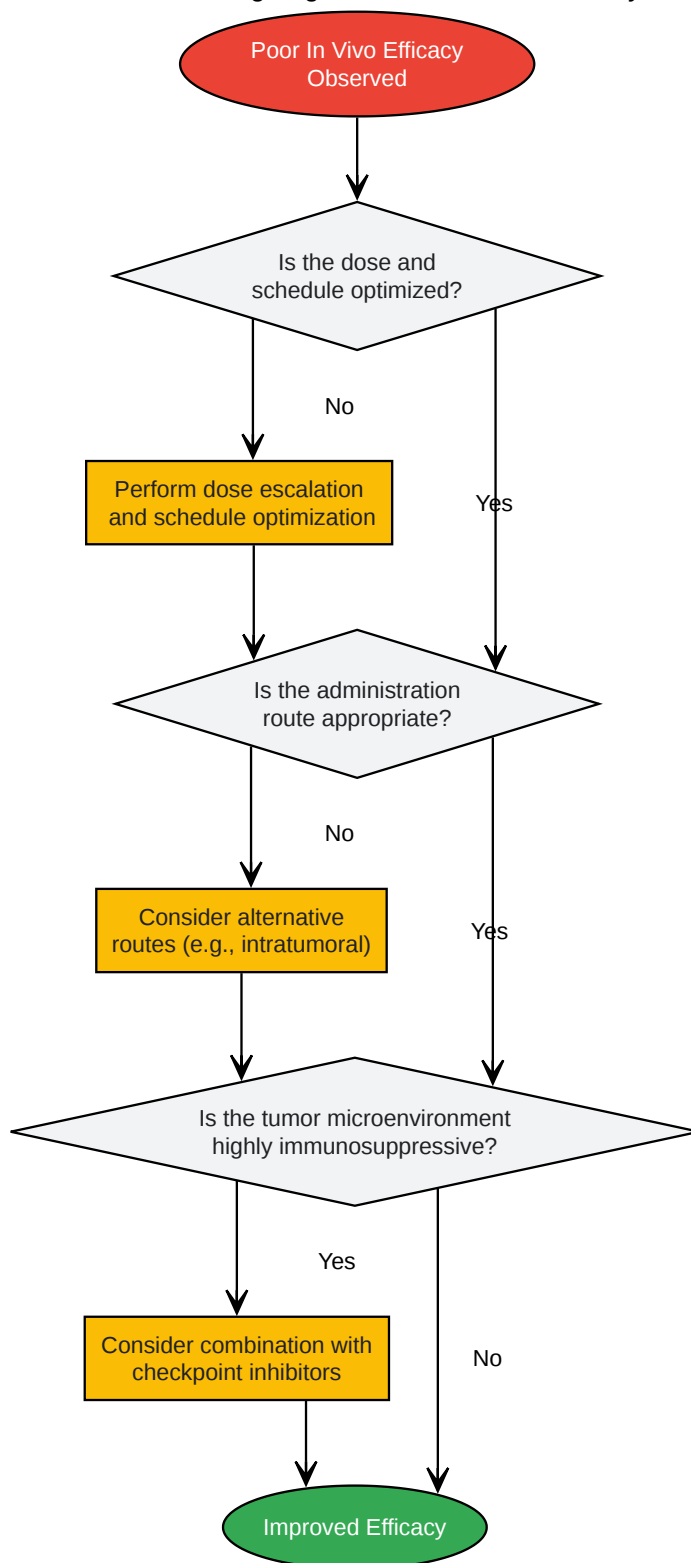 Poor In Vivo Efficacy
Observed
Is the dose and
schedule optimized?
No
Perform dose escalation
and schedule optimization
Yes
Is the administration
route appropriate?
No
Consider alternative
routes (e.g., intratumoral)
Yes
Is the tumor microenvironment
highly immunosuppressive?
Yes
Consider combination with
checkpoint inhibitors
No
Improved Efficacy